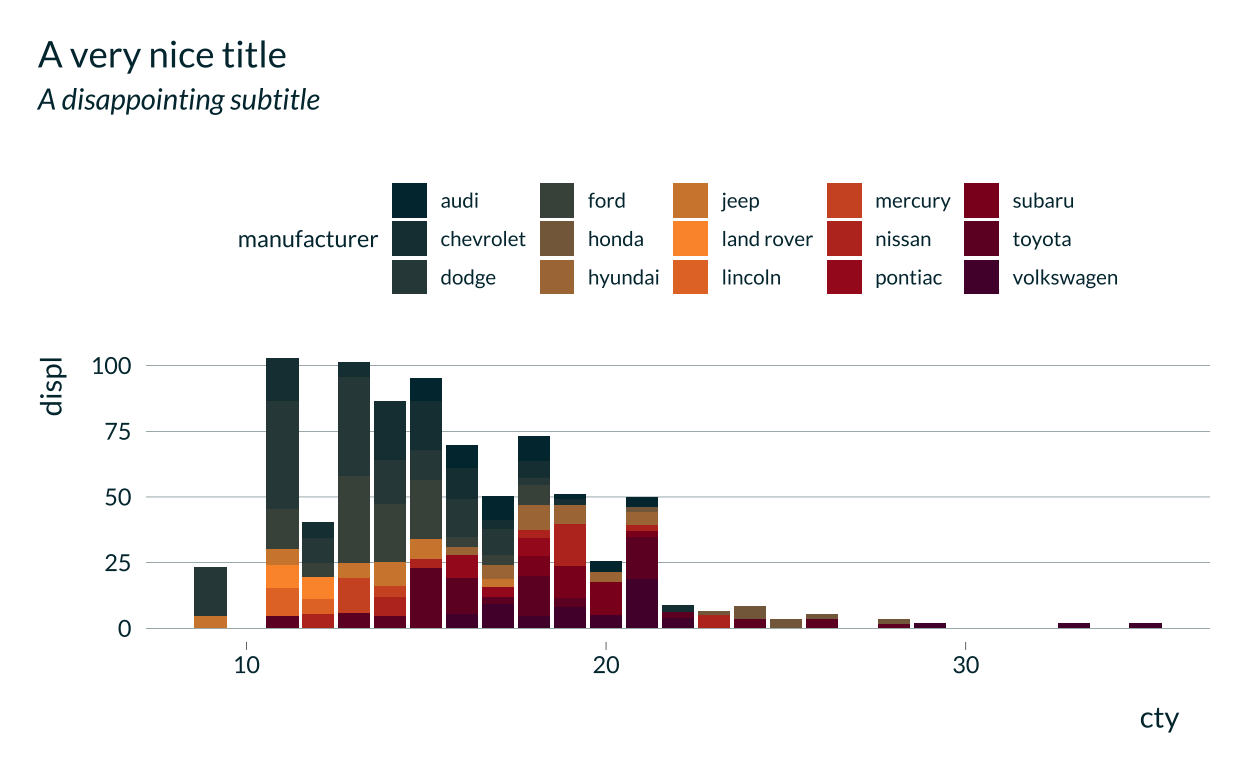 A very nice title
A disappointing subtitle
manufacturer
audi
chevrolet
dodge
ford
honda
hyundai
jeep
land rover
lincoln
mercury
nissan
pontiac
subaru
toyota
volkswagen
displ
100
75
50
25
0
10
20
30
cty